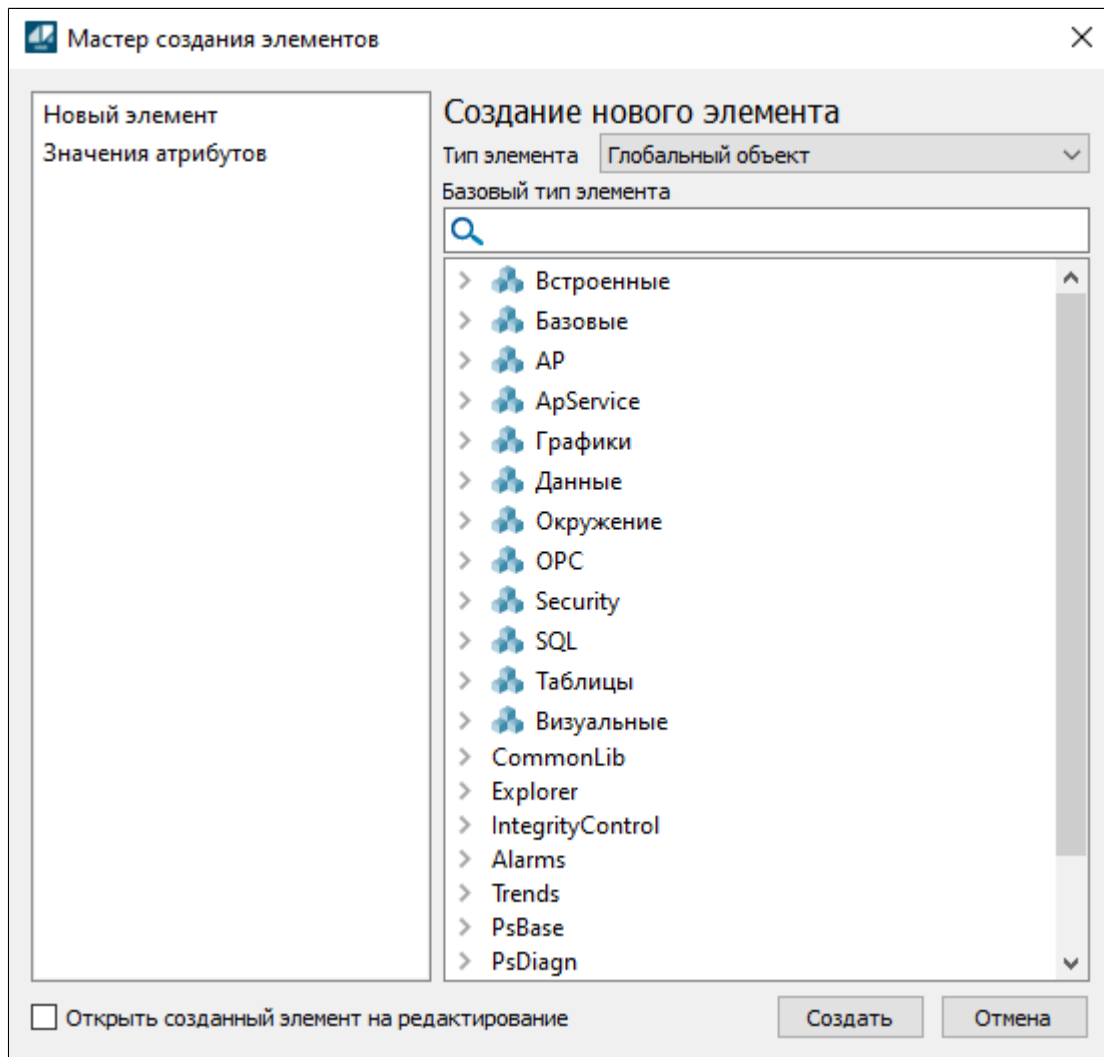 Мастер создания элементов
Новый элемент
Значения атрибутов
Создание нового элемента
Тип элемента Глобальный объект
Базовый тип элемента
Встроенные
Базовые
AP
ApService
Графики
Данные
Окружение
OPC
Security
SQL
Таблицы
Визуальные
CommonLib
Explorer
IntegrityControl
Alarms
Trends
PsBase
PsDiagn
Открыть созданный элемент на редактирование
Создать
Отмена